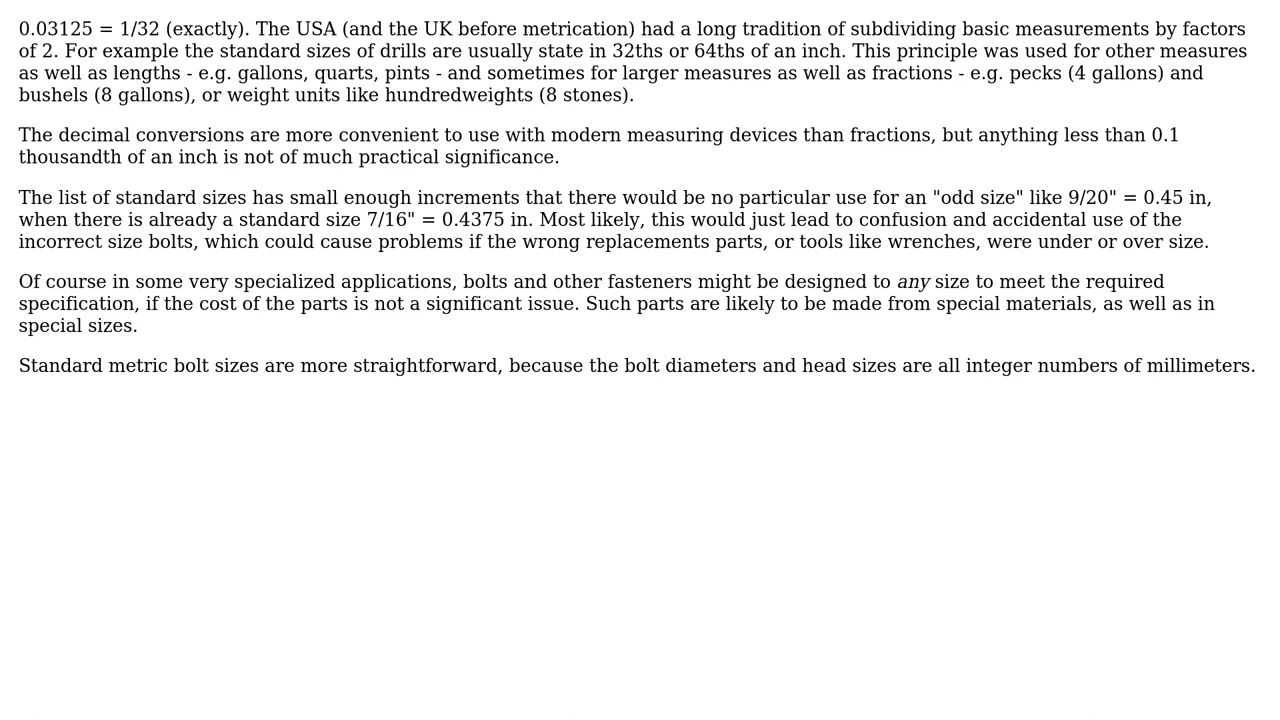 0.03125 = 1/32 (exactly). The USA (and the UK before metrication) had a long tradition of subdividing basic measurements by factors
of 2. For example the standard sizes of drills are usually state in 32ths or 64ths of an inch. This principle was used for other measures
as well as lengths - e.g. gallons, quarts, pints - and sometimes for larger measures as well as fractions - e.g. pecks (4 gallons) and
bushels (8 gallons), or weight units like hundredweights (8 stones).
The decimal conversions are more convenient to use with modern measuring devices than fractions, but anything less than 0.1
thousandth of an inch is not of much practical significance.
The list of standard sizes has small enough increments that there would be no particular use for an "odd size" like 9/20" = 0.45 in,
when there is already a standard size 7/16" = 0.4375 in. Most likely, this would just lead to confusion and accidental use of the
incorrect size bolts, which could cause problems if the wrong replacements parts, or tools like wrenches, were under or over size.
Of course in some very specialized applications, bolts and other fasteners might be designed to any size to meet the required
specification, if the cost of the parts is not a significant issue. Such parts are likely to be made from special materials, as well as in
special sizes.
Standard metric bolt sizes are more straightforward, because the bolt diameters and head sizes are all integer numbers of millimeters.